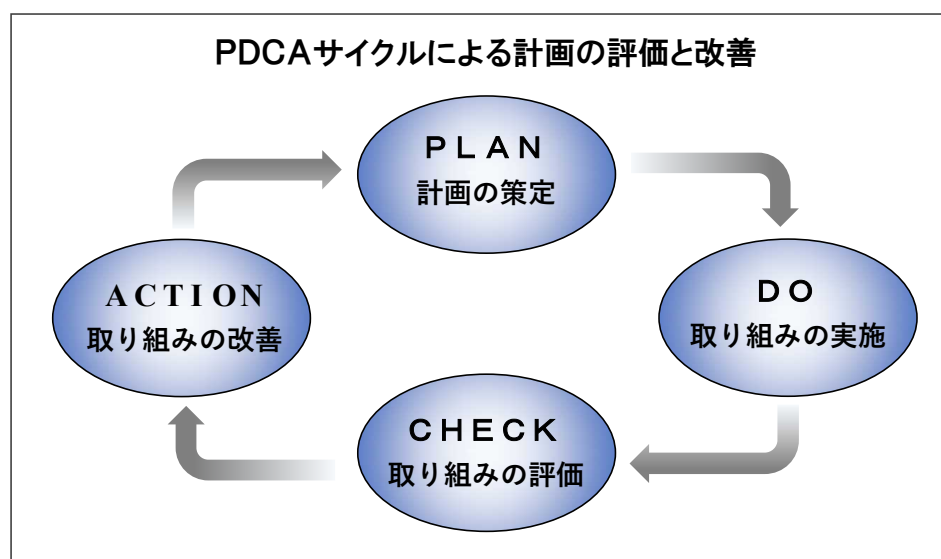 PDCAサイクルによる計画の評価と改善
PLAN
計画の策定
DO
取り組みの実施
CHECK
取り組みの評価
ACTION
取り組みの改善